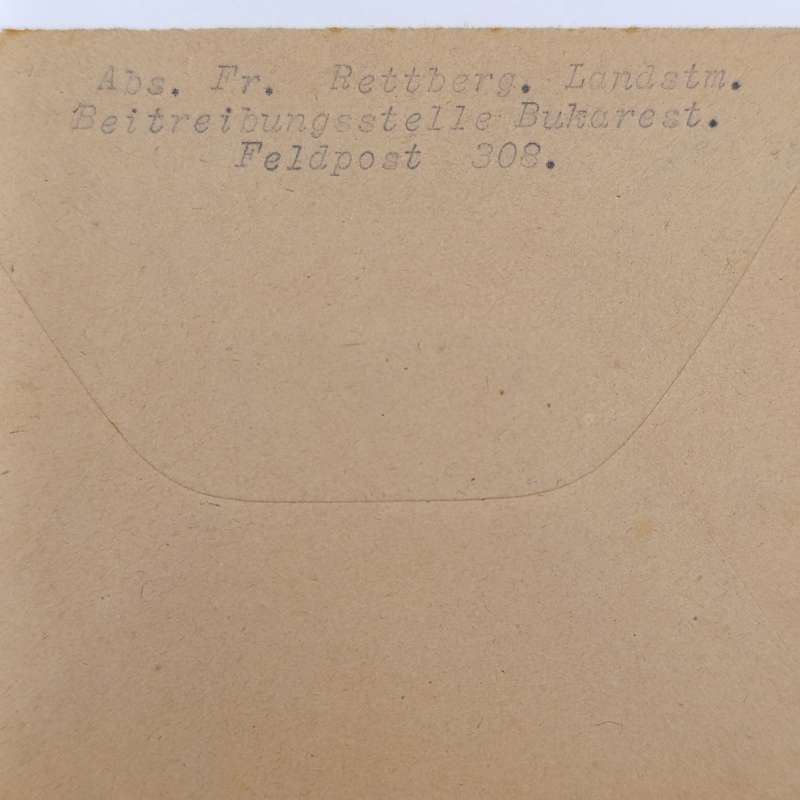 Abs. Fr. Rettberg. Landstm.
Beitreibungsstelle Bukarest.
Feldpost 308.